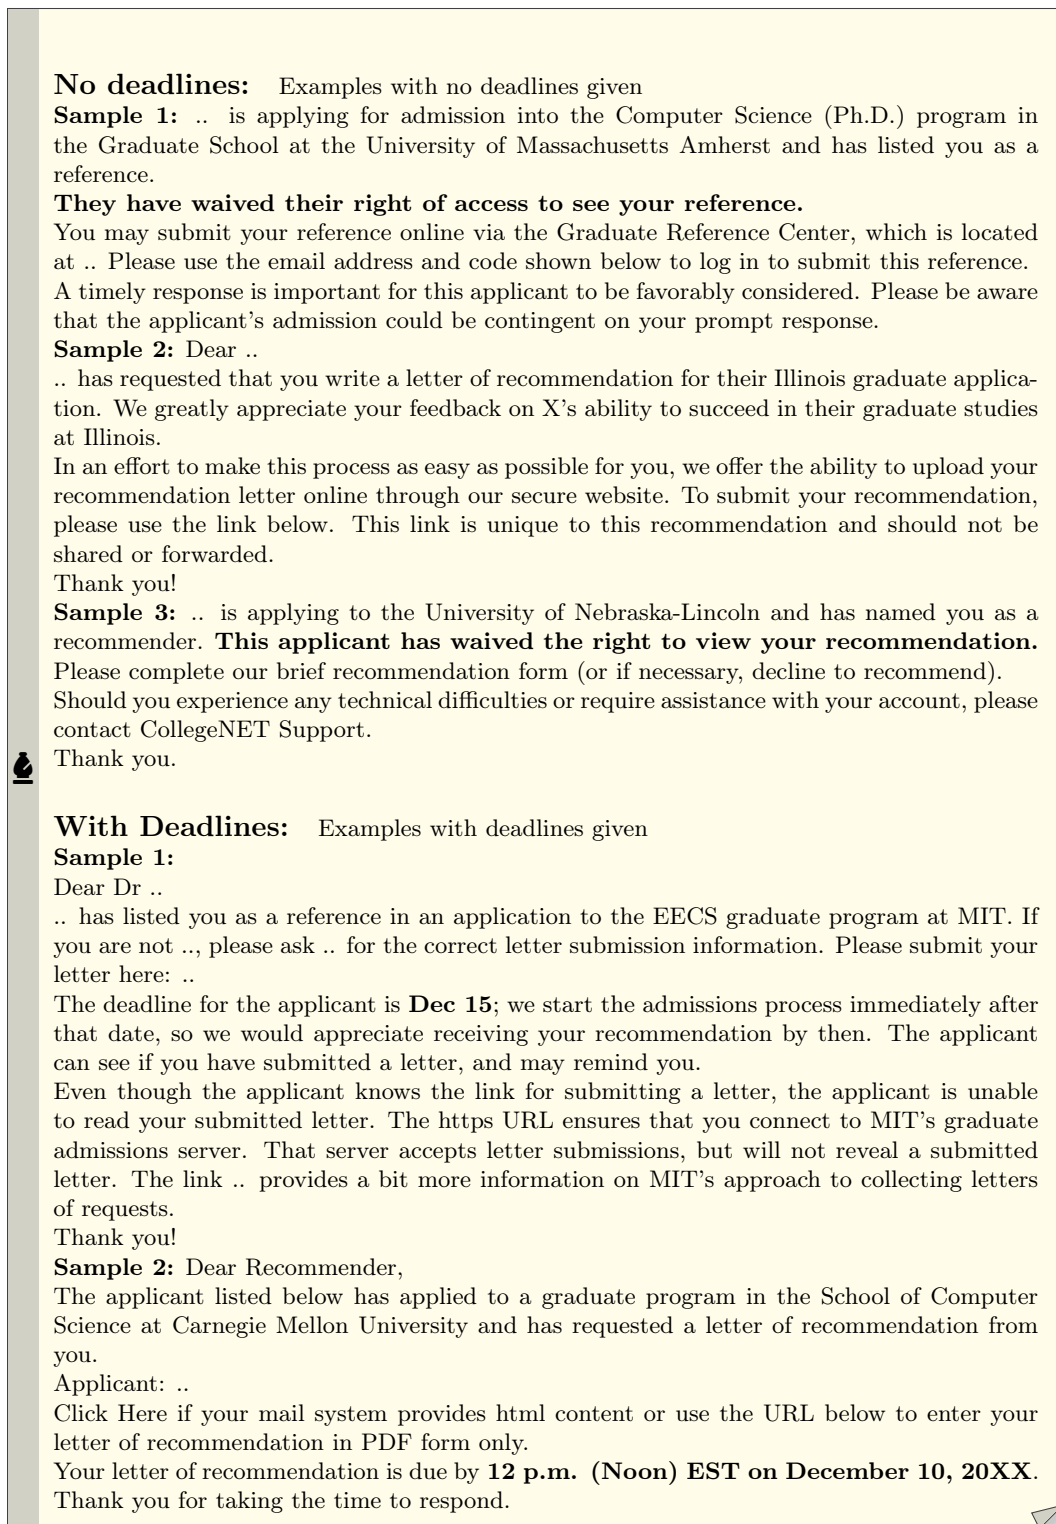 No deadlines: Examples with no deadlines given
Sample 1: .. is applying for admission into the Computer Science (Ph.D.) program in
the Graduate School at the University of Massachusetts Amherst and has listed you as a
reference.
They have waived their right of access to see your reference.
You may submit your reference online via the Graduate Reference Center, which is located
at .. Please use the email address and code shown below to log in to submit this reference.
A timely response is important for this applicant to be favorably considered. Please be aware
that the applicant's admission could be contingent on your prompt response.
Sample 2: Dear ..
.. has requested that you write a letter of recommendation for their Illinois graduate applica-
tion. We greatly appreciate your feedback on X's ability to succeed in their graduate studies
at Illinois.
In an effort to make this process as easy as possible for you, we offer the ability to upload your
recommendation letter online through our secure website. To submit your recommendation,
please use the link below. This link is unique to this recommendation and should not be
shared or forwarded.
Thank you!
Sample 3: .. is applying to the University of Nebraska-Lincoln and has named you as a
recommender. This applicant has waived the right to view your recommendation.
Please complete our brief recommendation form (or if necessary, decline to recommend).
Should you experience any technical difficulties or require assistance with your account, please
contact CollegeNET Support.
Thank you.
With Deadlines: Examples with deadlines given
Sample 1:
Dear Dr ..
.. has listed you as a reference in an application to the EECS graduate program at MIT. If
you are not .., please ask .. for the correct letter submission information. Please submit your
letter here: ..
The deadline for the applicant is Dec 15; we start the admissions process immediately after
that date, so we would appreciate receiving your recommendation by then. The applicant
can see if you have submitted a letter, and may remind you.
Even though the applicant knows the link for submitting a letter, the applicant is unable
to read your submitted letter. The https URL ensures that you connect to MIT's graduate
admissions server. That server accepts letter submissions, but will not reveal a submitted
letter. The link .. provides a bit more information on MIT's approach to collecting letters
of requests.
Thank you!
Sample 2: Dear Recommender,
The applicant listed below has applied to a graduate program in the School of Computer
Science at Carnegie Mellon University and has requested a letter of recommendation from
you.
Applicant: ..
Click Here if your mail system provides html content or use the URL below to enter your
letter of recommendation in PDF form only.
Your letter of recommendation is due by 12 p.m. (Noon) EST on December 10, 20XX.
Thank you for taking the time to respond.